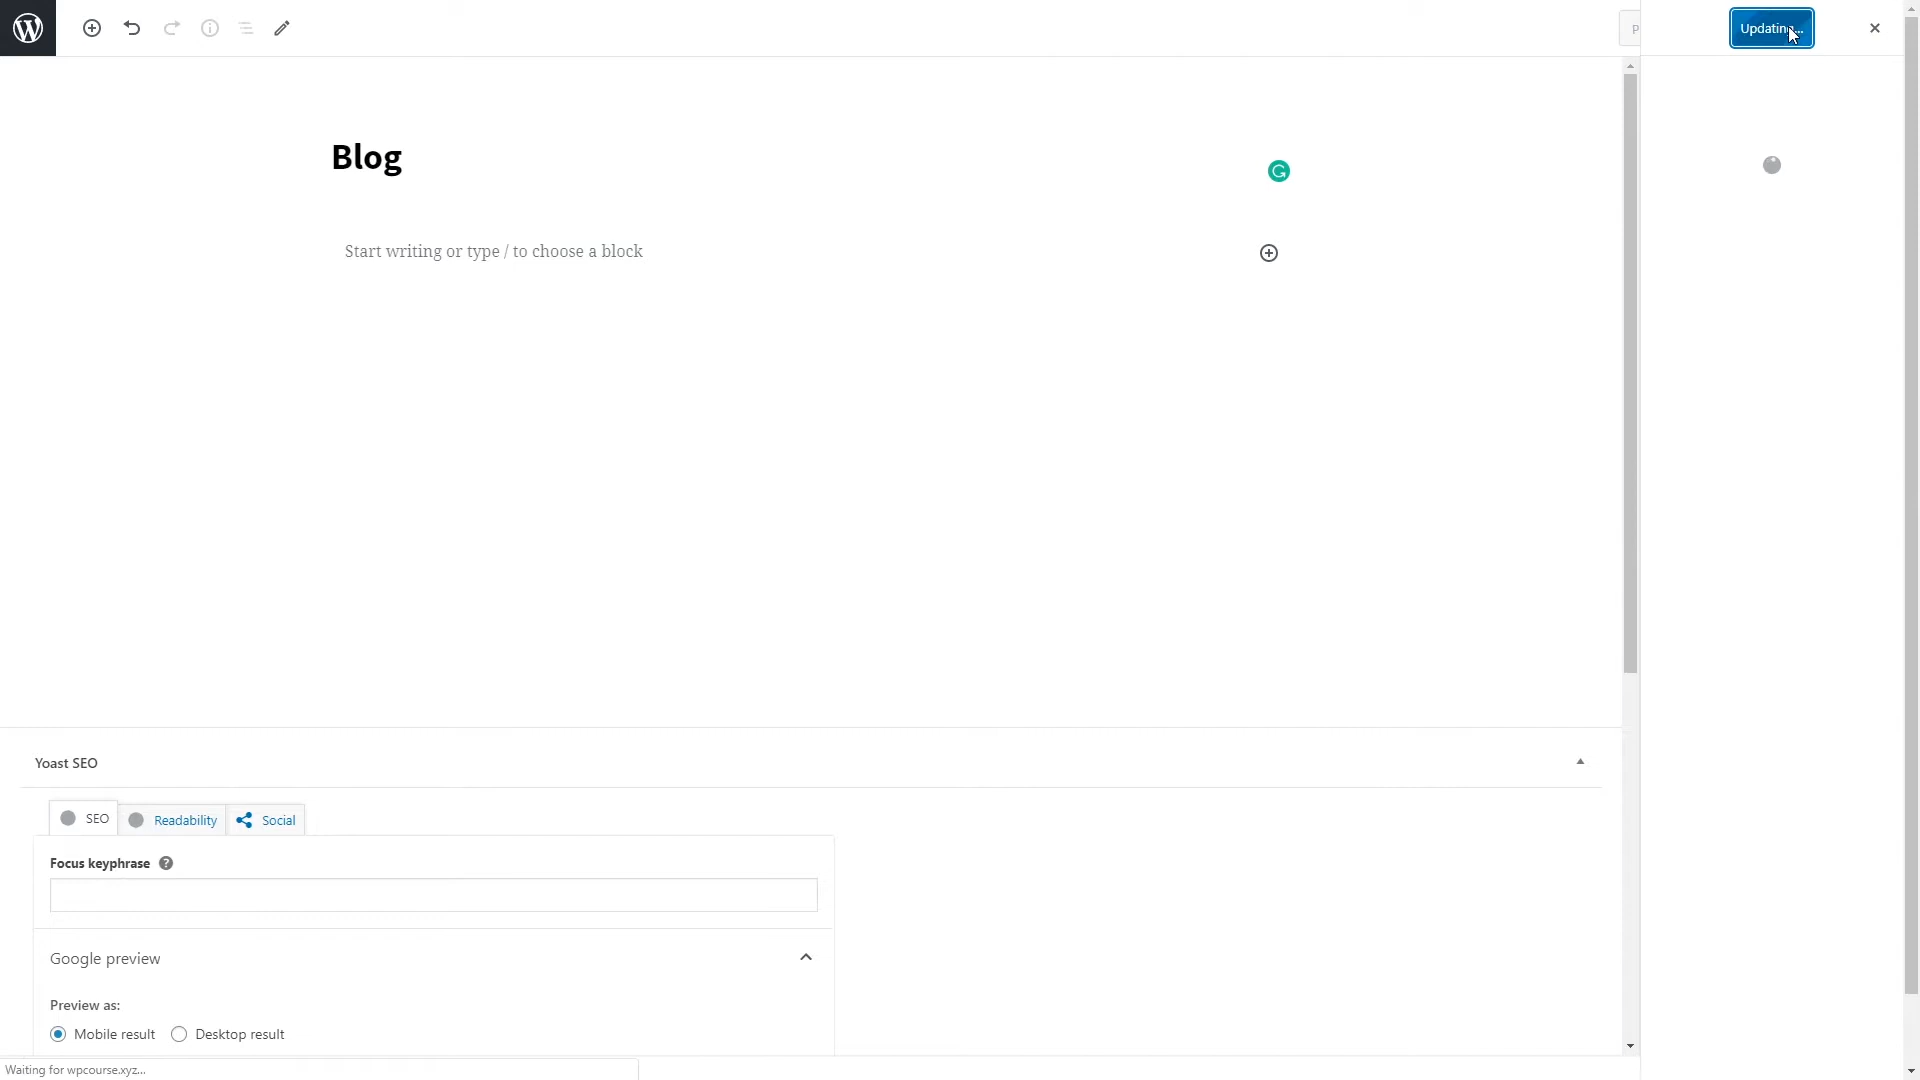 P
Updating...
Blog
Start writing or type / to choose a block
Yoast SEO
SEO
Readability
Social
Focus keyphrase
Google preview
Preview as:
Mobile result
Desktop result
Waiting for wpcourse.xyz...